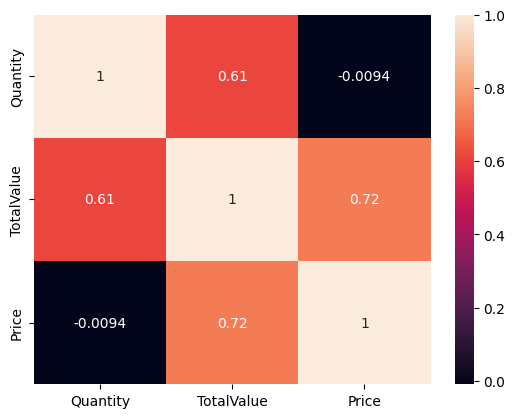 Quantity 1 0.61 -0.0094
TotalValue 0.61 1 0.72
Price -0.0094 0.72 1
Quantity TotalValue Price
1.0
0.8
0.6
0.4
0.2
0.0